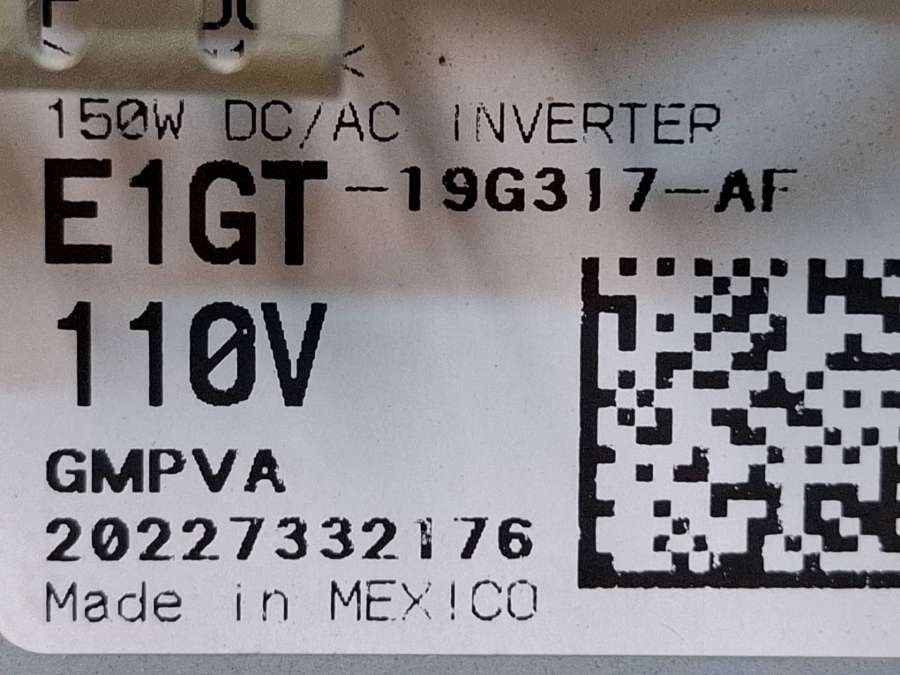 150W DC/AC INVERTER
E1GT-19G317-AF
110V
GMPVA
20227332176
Made in MEXICO